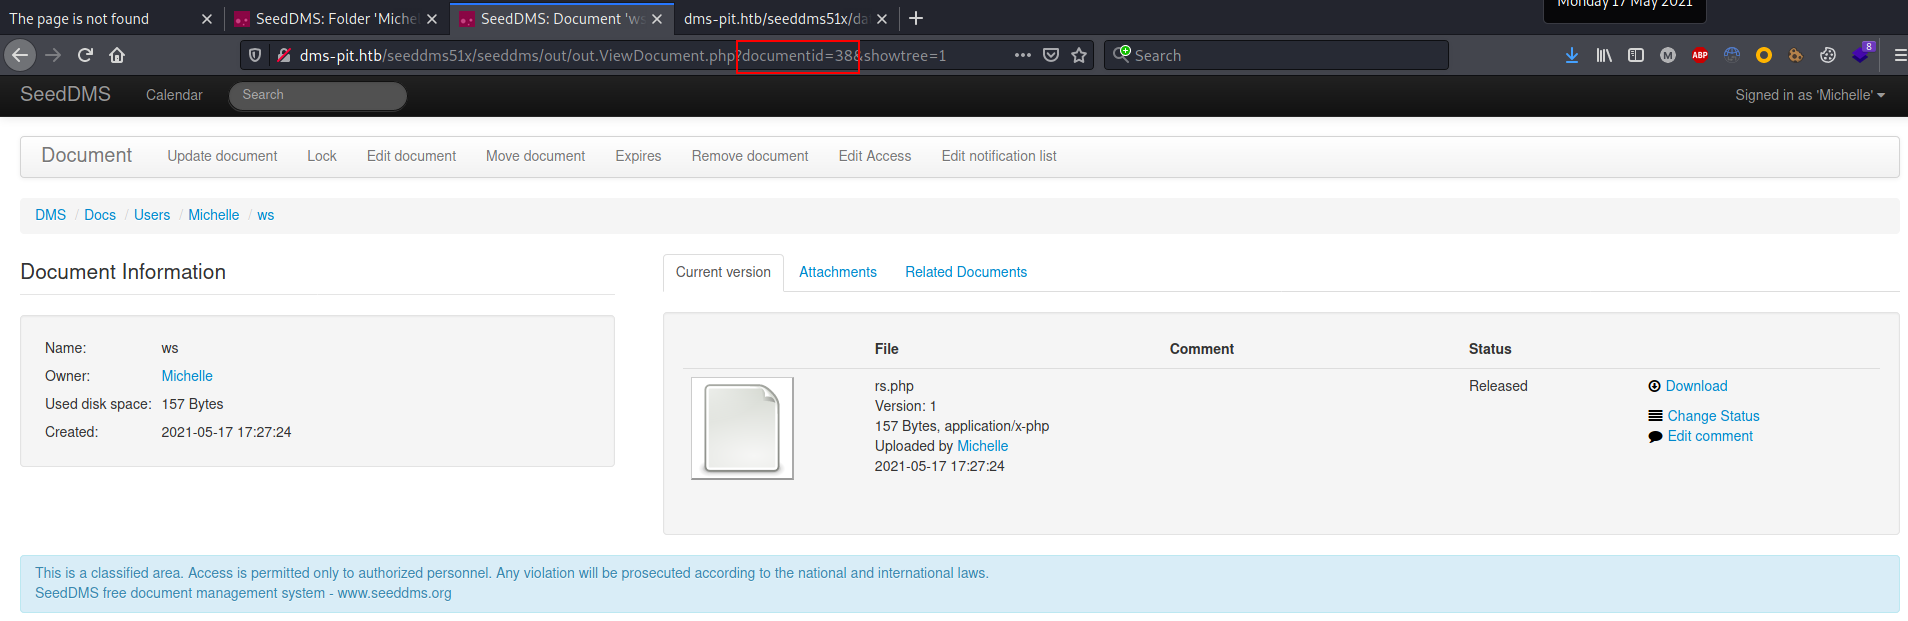 Monday 17 May 2021
The page is not found
SeedDMS: Folder 'Miche
SeedDMS: Document 'ws
dms-pit.htb/seeddms51x/da
dms-pit.htb/seeddms51x/seeddms/out/out.ViewDocument.php?documentid=38&showtree=1
Search
M
ABP
8
SeedDMS Calendar Search Signed in as 'Michelle'
Document Update document Lock Edit document Move document Expires Remove document Edit Access Edit notification list
DMS / Docs / Users / Michelle / ws
Document Information
Name: ws
Owner: Michelle
Used disk space: 157 Bytes
Created: 2021-05-17 17:27:24
Current version Attachments Related Documents
File Comment Status
rs.php Released Download
Version: 1
157 Bytes, application/x-php Change Status
Uploaded by Michelle Edit comment
2021-05-17 17:27:24
This is a classified area. Access is permitted only to authorized personnel. Any violation will be prosecuted according to the national and international laws.
SeedDMS free document management system - www.seeddms.org